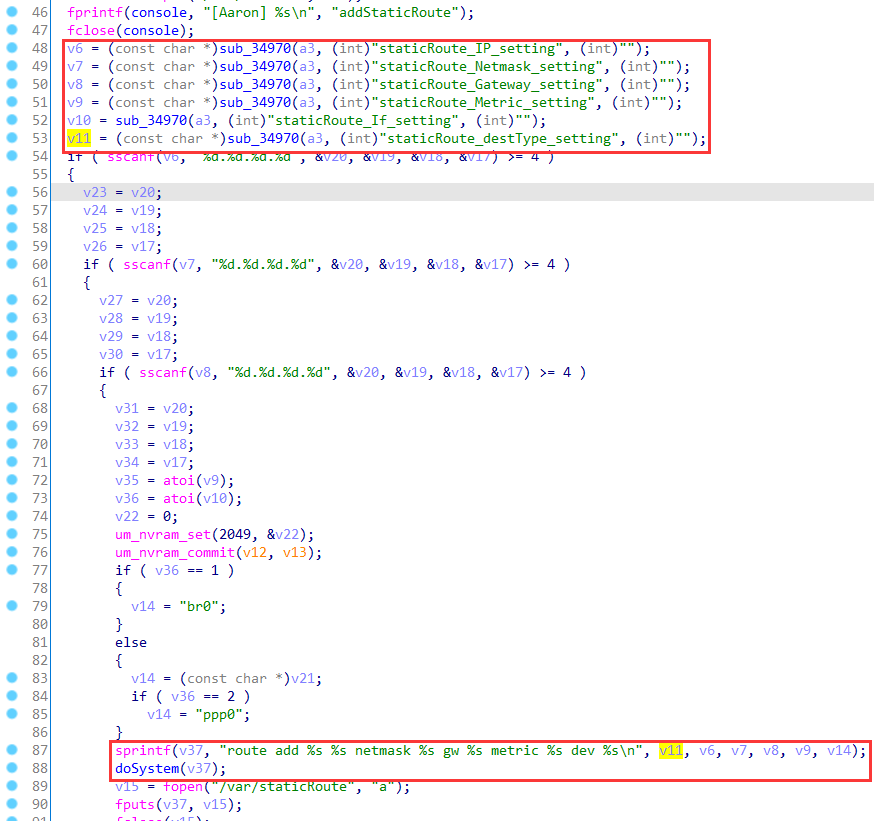 46 fprintf(console, "[Aaron] %s\n", "addStaticRoute");
47 fclose(console);
48 v6 = (const char *)sub_34970(a3, (int)"staticRoute_IP_setting", (int)"");
49 v7 = (const char *)sub_34970(a3, (int)"staticRoute_Netmask_setting", (int)"");
50 v8 = (const char *)sub_34970(a3, (int)"staticRoute_Gateway_setting", (int)"");
51 v9 = (const char *)sub_34970(a3, (int)"staticRoute_Metric_setting", (int)"");
52 v10 = sub_34970(a3, (int)"staticRoute_If_setting", (int)"");
53 v11 = (const char *)sub_34970(a3, (int)"staticRoute_destType_setting", (int)"");
54 if ( sscanf(v6, "%d.%d.%d.%d", &v20, &v19, &v18, &v17) >= 4 )
55 {
56 v23 = v20;
57 v24 = v19;
58 v25 = v18;
59 v26 = v17;
60 if ( sscanf(v7, "%d.%d.%d.%d", &v20, &v19, &v18, &v17) >= 4 )
61 {
62 v27 = v20;
63 v28 = v19;
64 v29 = v18;
65 v30 = v17;
66 if ( sscanf(v8, "%d.%d.%d.%d", &v20, &v19, &v18, &v17) >= 4 )
67 {
68 v31 = v20;
69 v32 = v19;
70 v33 = v18;
71 v34 = v17;
72 v35 = atoi(v9);
73 v36 = atoi(v10);
74 v22 = 0;
75 um_nvram_set(2049, &v22);
76 um_nvram_commit(v12, v13);
77 if ( v36 == 1 )
78 {
79 v14 = "br0";
80 }
81 else
82 {
83 v14 = (const char *)v21;
84 if ( v36 == 2 )
85 v14 = "ppp0";
86 }
87 sprintf(v37, "route add %s %s netmask %s gw %s metric %s dev %s\n", v11, v6, v7, v8, v9, v14);
88 doSystem(v37);
89 v15 = fopen("/var/staticRoute", "a");
90 fputs(v37, v15);
91 fclose(v15);